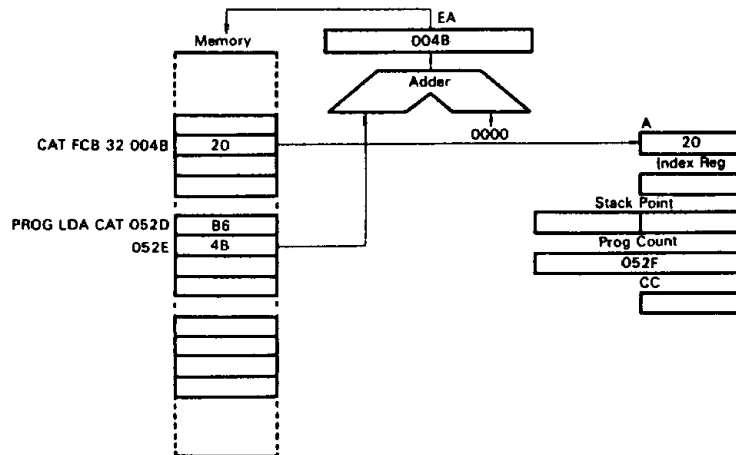 EA
Memory
004B
Adder
0000
A
CAT FCB 32 004B
20
20
Index Reg
Stack Point
PROG LDA CAT 052D
B6
Prog Count
052E
4B
052F
CC